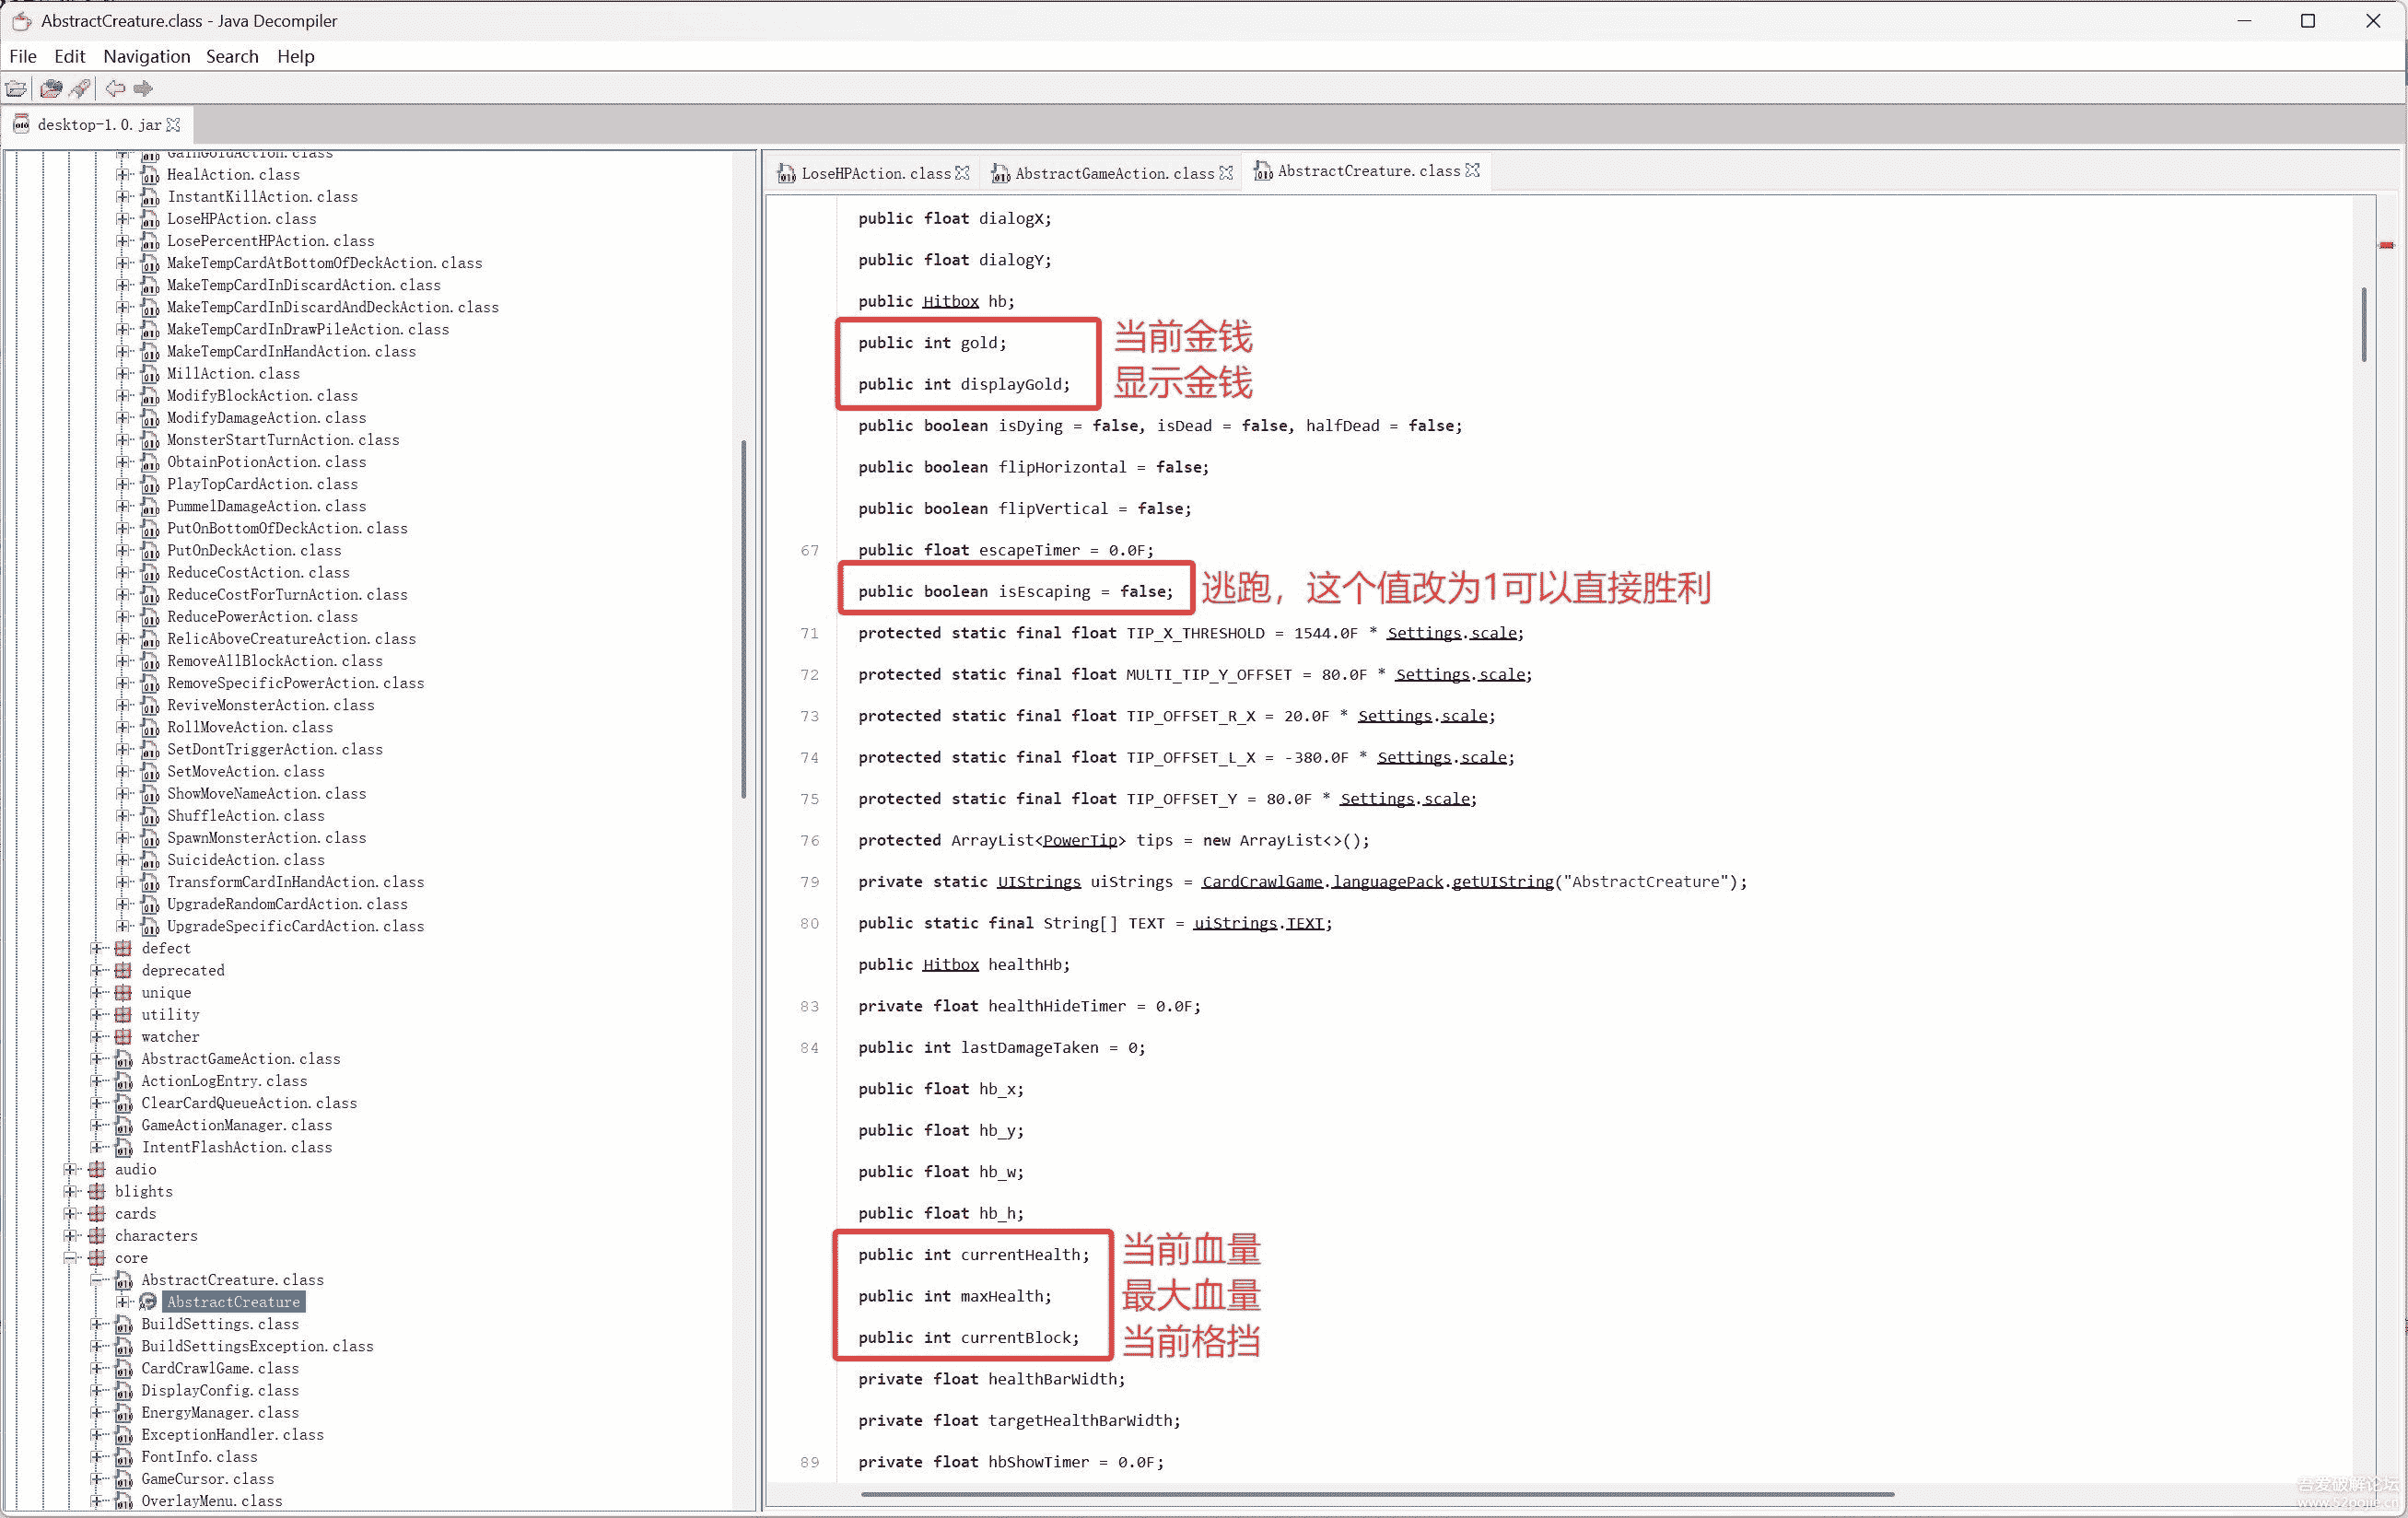 AbstractCreature.class - Java Decompiler
File Edit Navigation Search Help
desktop-1.0.jar
GainGoldAction.class
HealAction.class
InstantKillAction.class
LoseHPAction.class
LosePercentHPAction.class
MakeTempCardAtBottomOfDeckAction.class
MakeTempCardInDiscardAction.class
MakeTempCardInDiscardAndDeckAction.class
MakeTempCardInDrawPileAction.class
MakeTempCardInHandAction.class
MillAction.class
ModifyBlockAction.class
ModifyDamageAction.class
MonsterStartTurnAction.class
ObtainPotionAction.class
PlayTopCardAction.class
PummelDamageAction.class
PutOnBottomOfDeckAction.class
PutOnDeckAction.class
ReduceCostAction.class
ReduceCostForTurnAction.class
ReducePowerAction.class
RelicAboveCreatureAction.class
RemoveAllBlockAction.class
RemoveSpecificPowerAction.class
ReviveMonsterAction.class
RollMoveAction.class
SetDontTriggerAction.class
SetMoveAction.class
ShowMoveNameAction.class
ShuffleAction.class
SpawnMonsterAction.class
SuicideAction.class
TransformCardInHandAction.class
UpgradeRandomCardAction.class
UpgradeSpecificCardAction.class
defect
deprecated
unique
utility
watcher
AbstractGameAction.class
ActionLogEntry.class
ClearCardQueueAction.class
GameActionManager.class
IntentFlashAction.class
audio
blights
cards
characters
core
AbstractCreature.class
AbstractCreature
BuildSettings.class
BuildSettingsException.class
CardCrawlGame.class
DisplayConfig.class
EnergyManager.class
ExceptionHandler.class
FontInfo.class
GameCursor.class
OverlayMenu.class
LoseHPAction.class AbstractGameAction.class AbstractCreature.class
public float dialogX;
public float dialogY;
public Hitbox hb;
public int gold; 当前金钱
public int displayGold; 显示金钱
public boolean isDying = false, isDead = false, halfDead = false;
public boolean flipHorizontal = false;
public boolean flipVertical = false;
67 public float escapeTimer = 0.0F;
public boolean isEscaping = false; 逃跑，这个值改为1可以直接胜利
71 protected static final float TIP_X_THRESHOLD = 1544.0F * Settings.scale;
72 protected static final float MULTI_TIP_Y_OFFSET = 80.0F * Settings.scale;
73 protected static final float TIP_OFFSET_R_X = 20.0F * Settings.scale;
74 protected static final float TIP_OFFSET_L_X = -380.0F * Settings.scale;
75 protected static final float TIP_OFFSET_Y = 80.0F * Settings.scale;
76 protected ArrayList<PowerTip> tips = new ArrayList<>();
79 private static UIStrings uiStrings = CardCrawlGame.languagePack.getUIString("AbstractCreature");
80 public static final String[] TEXT = uiStrings.TEXT;
public Hitbox healthHb;
83 private float healthHideTimer = 0.0F;
84 public int lastDamageTaken = 0;
public float hb_x;
public float hb_y;
public float hb_w;
public float hb_h;
public int currentHealth; 当前血量
public int maxHealth; 最大血量
public int currentBlock; 当前格挡
private float healthBarWidth;
private float targetHealthBarWidth;
89 private float hbShowTimer = 0.0F;
吾爱破解论坛
www.52pojie.cn